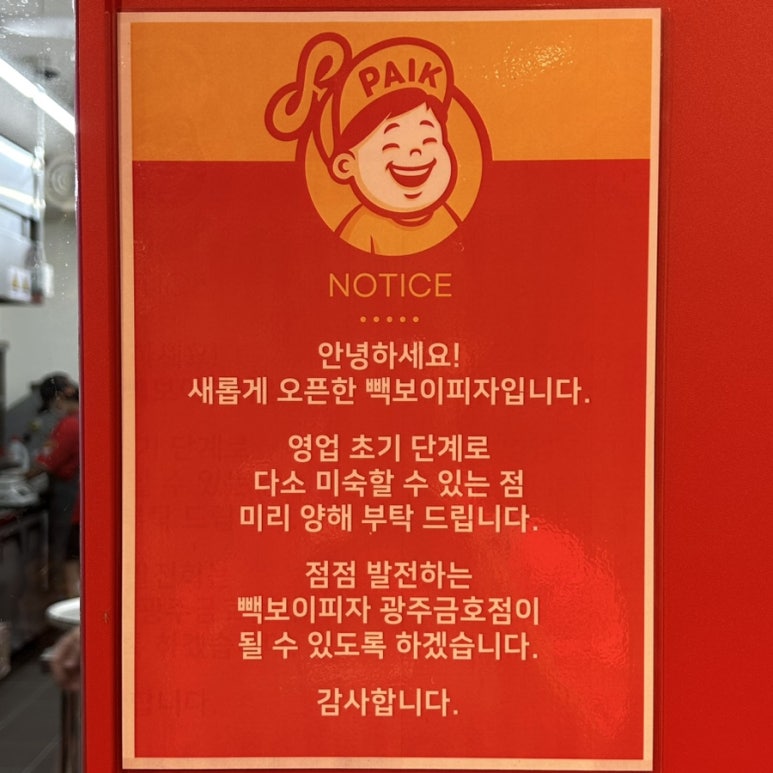 PAIK
NOTICE
안녕하세요!
새롭게 오픈한 빽보이피자입니다.
영업 초기 단계로
다소 미숙할 수 있는 점
미리 양해 부탁 드립니다.
점점 발전하는
빽보이피자 광주금호점이
될 수 있도록 하겠습니다.
감사합니다.